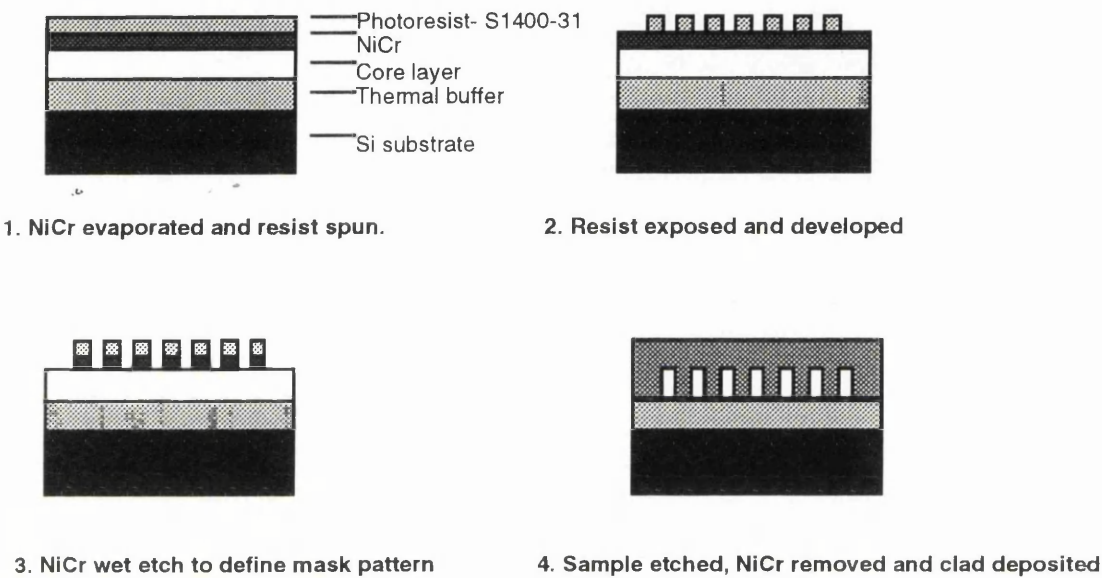 Photoresist- S1400-31
NiCr
Core layer
Thermal buffer
Si substrate
1. NiCr evaporated and resist spun.
2. Resist exposed and developed
3. NiCr wet etch to define mask pattern
4. Sample etched, NiCr removed and clad deposited